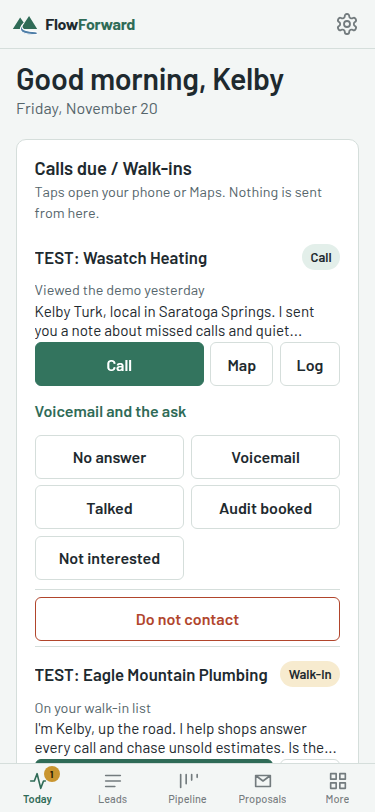 FlowForward
Good morning, Kelby
Friday, November 20
Calls due / Walk-ins
Taps open your phone or Maps. Nothing is sent
from here.
TEST: Wasatch Heating
Call
Viewed the demo yesterday
Kelby Turk, local in Saratoga Springs. I sent
you a note about missed calls and quiet...
Call
Map
Log
Voicemail and the ask
No answer
Voicemail
Talked
Audit booked
Not interested
Do not contact
TEST: Eagle Mountain Plumbing
Walk-in
On your walk-in list
I'm Kelby, up the road. I help shops answer
every call and chase unsold estimates. Is the...
1
Today
Leads
Pipeline
Proposals
More